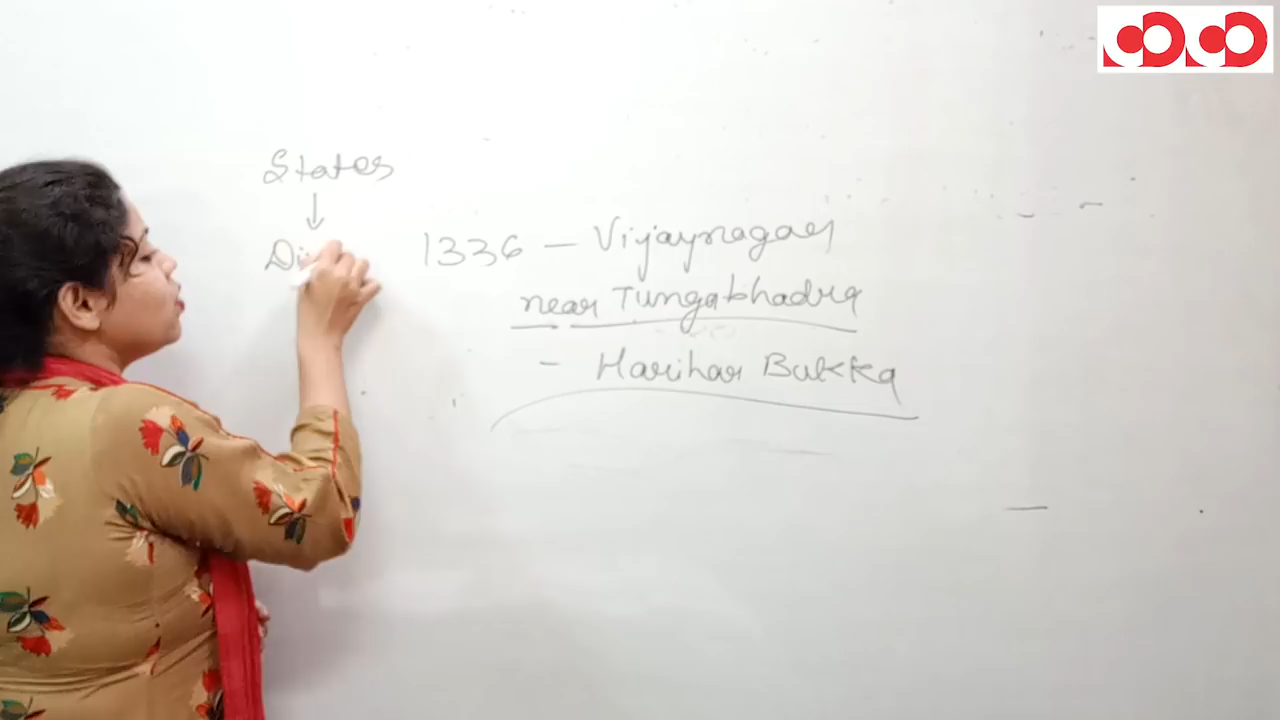 States
↓
1336 – Vijaynagar
near Tungabhadra
– Harihar Bukka